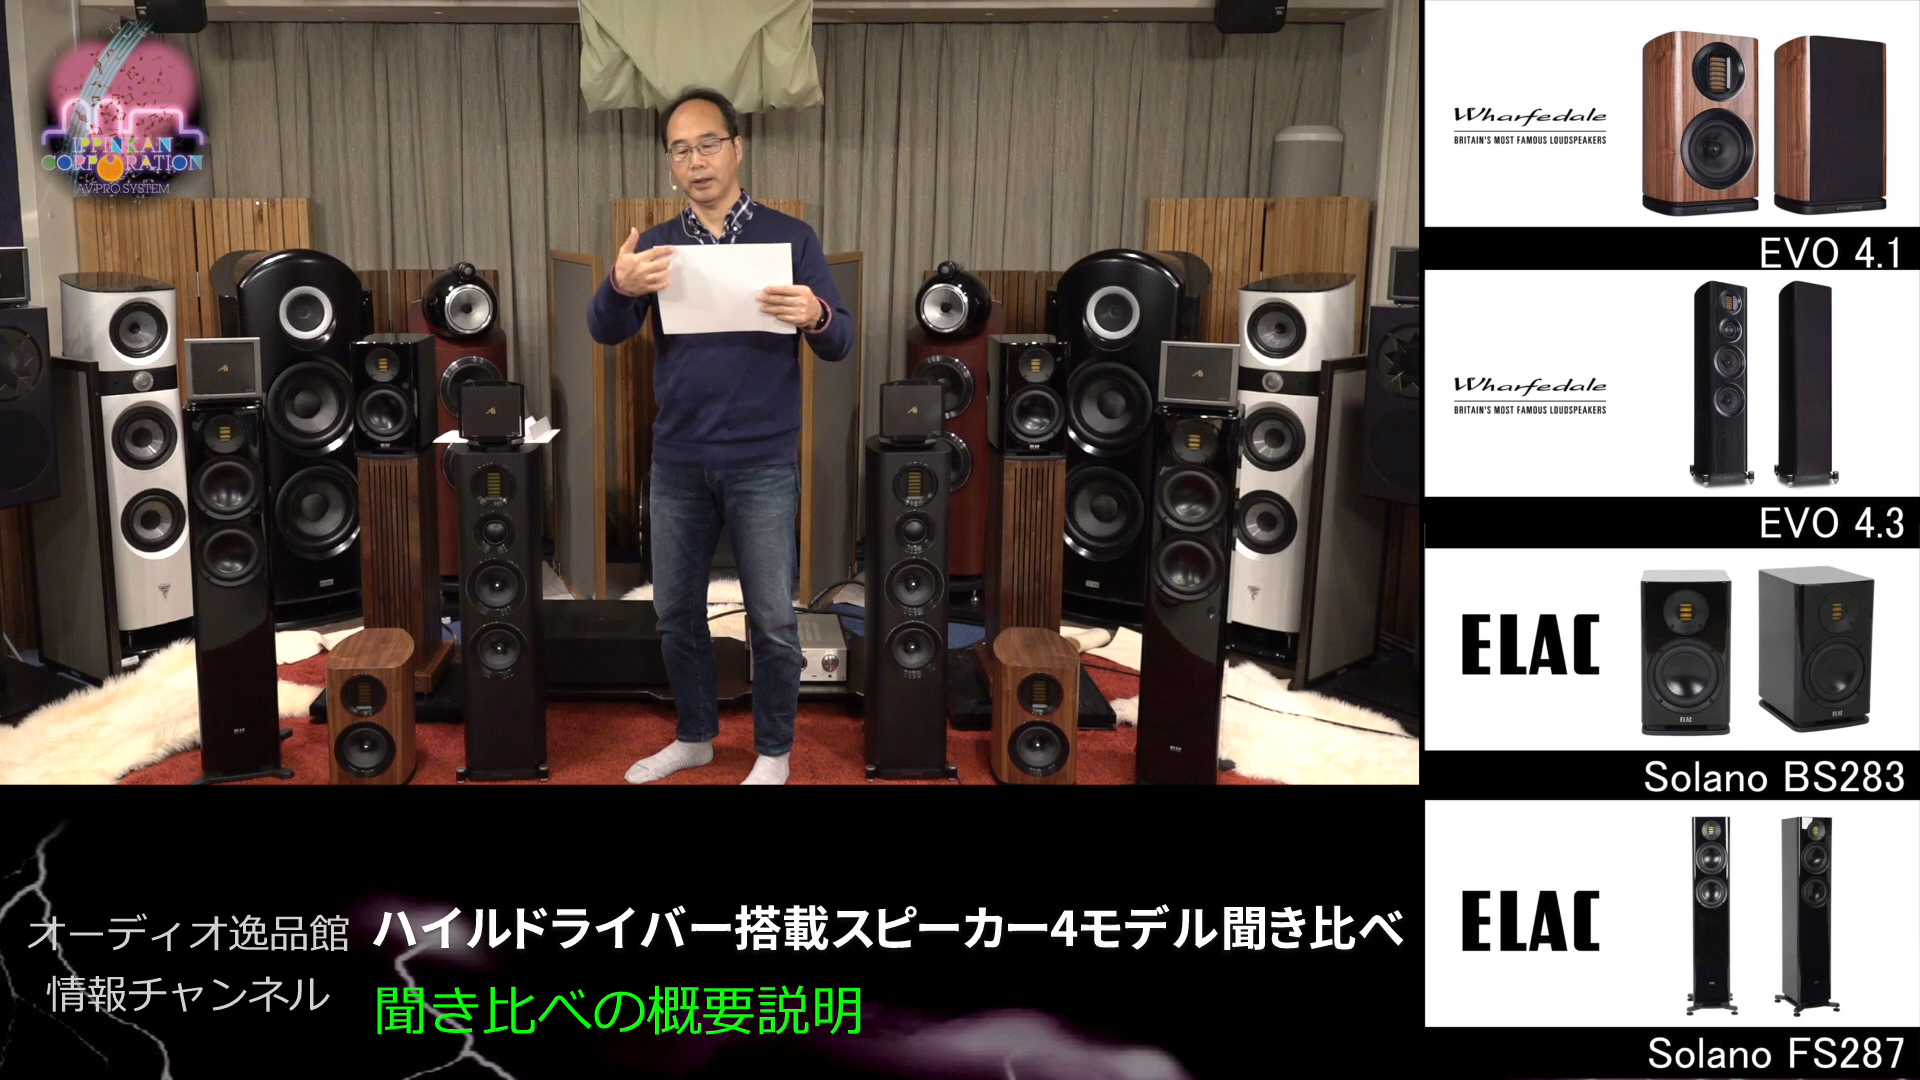 IPPINKAN
CORPORATION
AV-PRO SYSTEM
Wharfedale
BRITAIN'S MOST FAMOUS LOUDSPEAKERS
EVO 4.1
Wharfedale
BRITAIN'S MOST FAMOUS LOUDSPEAKERS
EVO 4.3
ELAC
ELAC
ELAC
Solano BS283
ELAC
Solano FS287
オーディオ逸品館
情報チャンネル
ハイルドライバー搭載スピーカー4モデル聞き比べ
聞き比べの概要説明